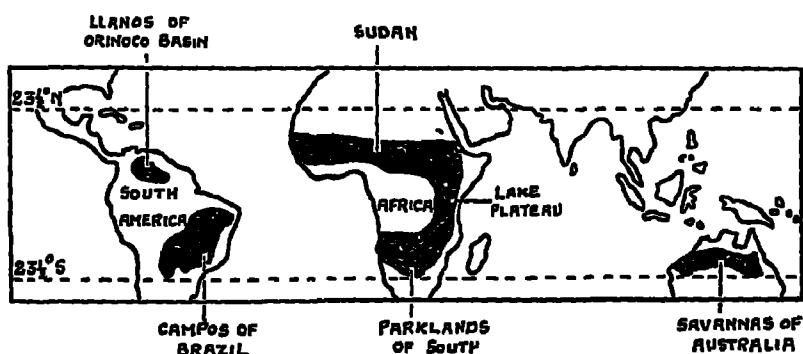 LLANOS OF
ORINOCO BASIN
SUDAN
23½°N
SOUTH
AMERICA
AFRICA
LAKE
PLATEAU
23½°S
CAMPOS OF
BRAZIL
PARKLANDS
OF SOUTH
SAVANNAS OF
AUSTRALIA